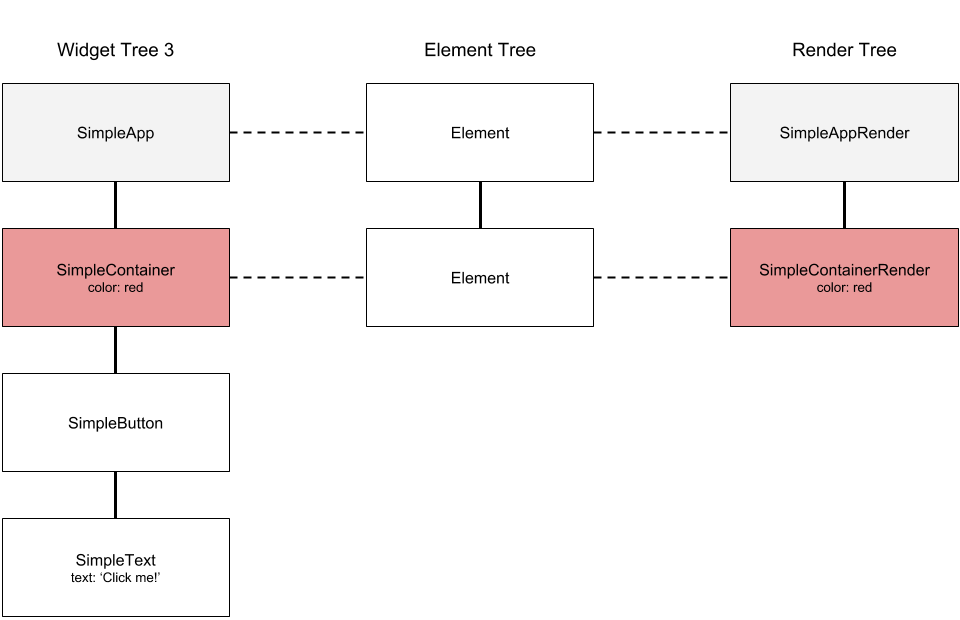 Widget Tree 3
Element Tree
Render Tree
SimpleApp
Element
SimpleAppRender
SimpleContainer
color: red
Element
SimpleContainerRender
color: red
SimpleButton
SimpleText
text: ‘Click me!’